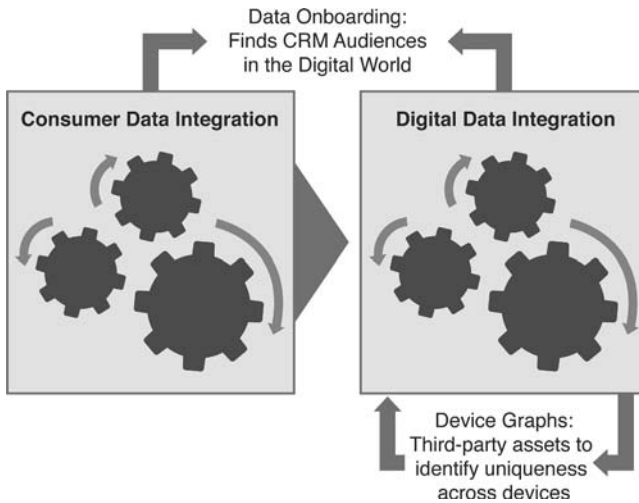 Data Onboarding:
Finds CRM Audiences
in the Digital World
Consumer Data Integration
Digital Data Integration
Device Graphs:
Third-party assets to
identify uniqueness
across devices